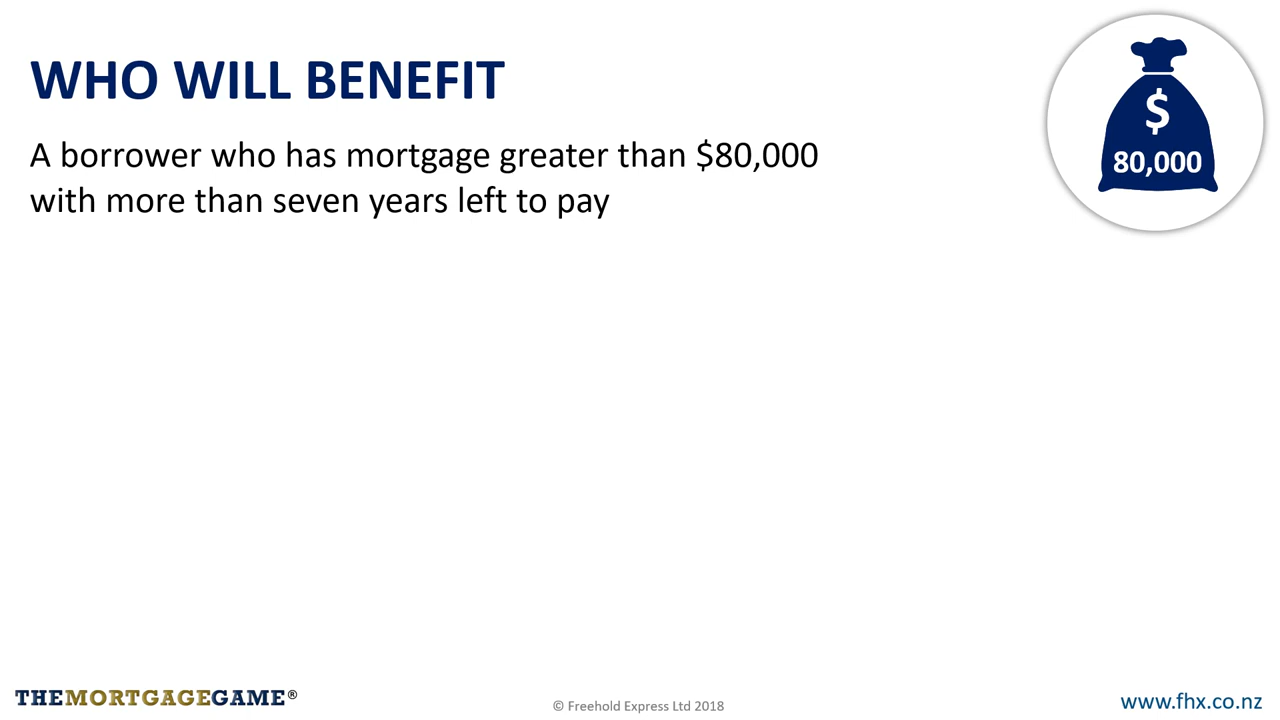 WHO WILL BENEFIT
A borrower who has mortgage greater than $80,000
with more than seven years left to pay
$
80,000
THEMORTGAGEGAME®
© Freehold Express Ltd 2018
www.fhx.co.nz